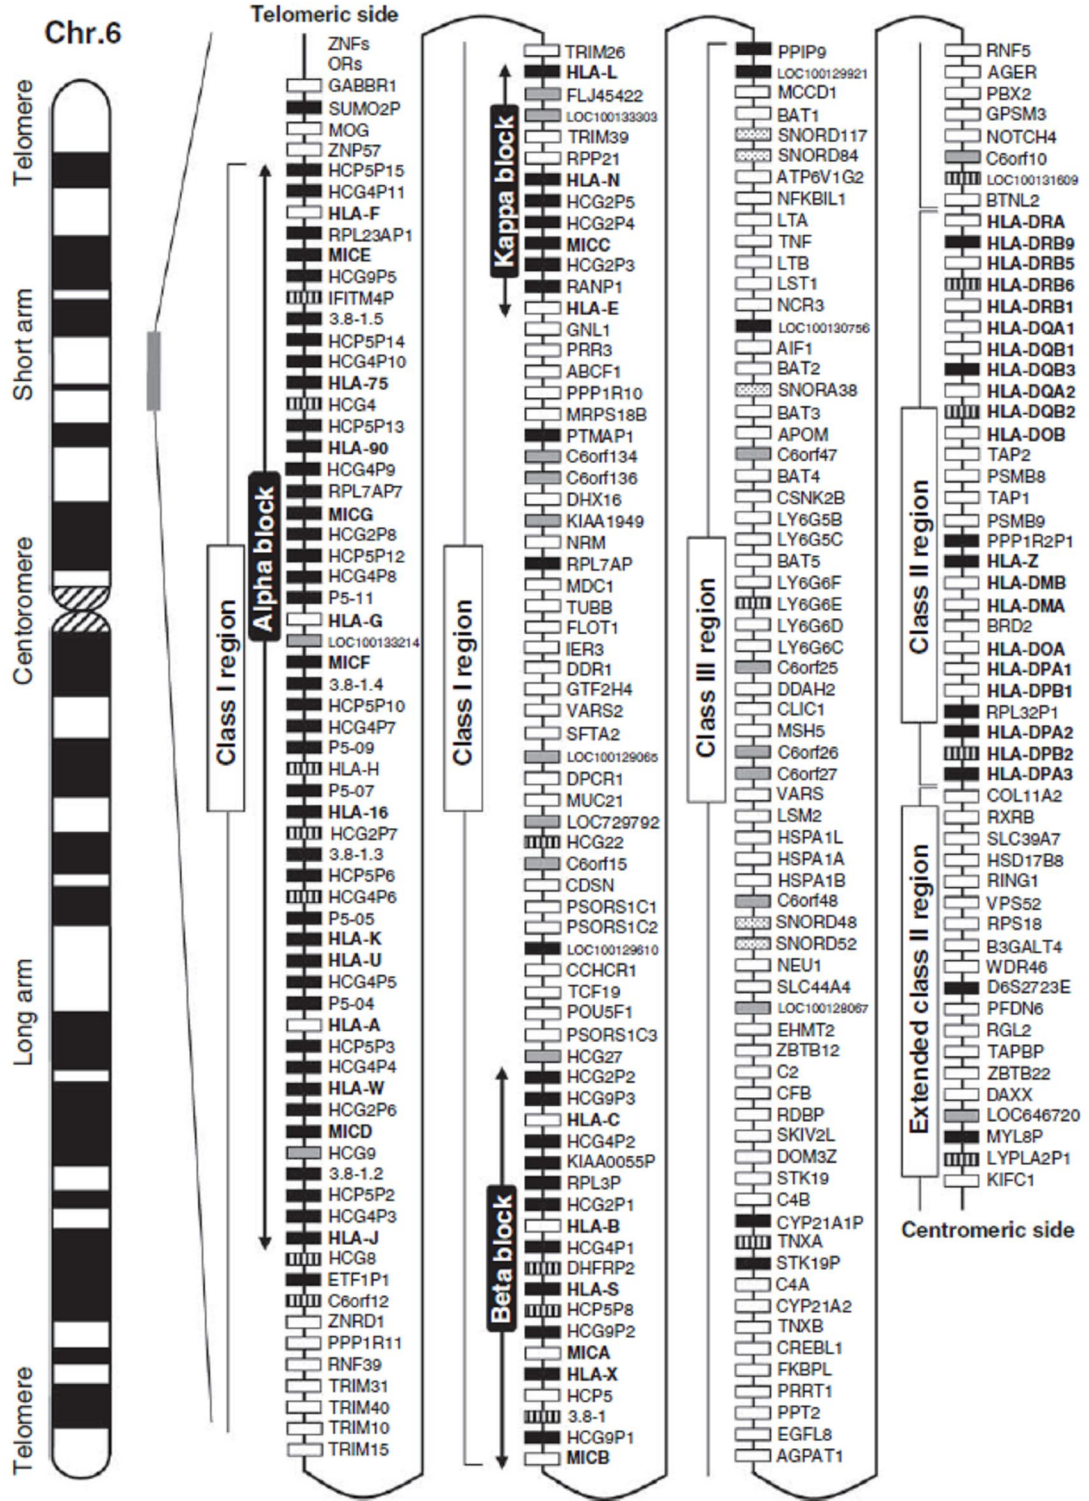 Chr.6
Telomere
Short arm
Centoromere
Long arm
Telomere
Telomeric side
ZNFs
ORs
GABBR1
SUMO2P
MOG
ZNP57
HCP5P15
HCG4P11
HLA-F
RPL23AP1
MICE
HCG9P5
IFITM4P
3.8-1.5
HCP5P14
HCG4P10
HLA-75
HCG4
HCP5P13
HLA-90
HCG4P9
RPL7AP7
MICG
HCG2P8
HCP5P12
HCG4P8
P5-11
HLA-G
LOC100133214
MICF
3.8-1.4
HCP5P10
HCG4P7
P5-09
HLA-H
P5-07
HLA-16
HCG2P7
3.8-1.3
HCP5P6
HCG4P6
P5-05
HLA-K
HLA-U
HCG4P5
P5-04
HLA-A
HCP5P3
HCG4P4
HLA-W
HCG2P6
MICD
HCG9
3.8-1.2
HCP5P2
HCG4P3
HLA-J
HCG8
ETF1P1
C6orf12
ZNRD1
PPP1R11
RNF39
TRIM31
TRIM40
TRIM10
TRIM15
Class I region
Alpha block
TRIM26
HLA-L
FLJ45422
LOC100133303
TRIM39
RPP21
HLA-N
HCG2P5
HCG2P4
MICC
HCG2P3
RANP1
HLA-E
GNL1
PRR3
ABCF1
PPP1R10
MRPS18B
PTMAP1
C6orf134
C6orf136
DHX16
KIAA1949
NRM
RPL7AP
MDC1
TUBB
FLOT1
IER3
DDR1
GTF2H4
VARS2
SFTA2
LOC100129065
DPCR1
MUC21
LOC729792
HCG22
C6orf15
CDSN
PSORS1C1
PSORS1C2
LOC100129610
CCHCR1
TCF19
POU5F1
PSORS1C3
HCG27
HCG2P2
HCG9P3
HLA-C
HCG4P2
KIAA0055P
RPL3P
HCG2P1
HLA-B
HCG4P1
DHFRP2
HLA-S
HCP5P8
HCG9P2
MICA
HLA-X
HCP5
3.8-1
HCG9P1
MICB
Kappa block
Class I region
Beta block
PPIP9
LOC100129921
MCCD1
BAT1
SNORD117
SNORD84
ATP6V1G2
NFKBIL1
LTA
TNF
LTB
LST1
NCR3
LOC100130756
AIF1
BAT2
SNORA38
BAT3
APOM
C6orf47
BAT4
CSNK2B
LY6G5B
LY6G5C
BAT5
LY6G6F
LY6G6E
LY6G6D
LY6G6C
C6orf25
DDAH2
CLIC1
MSH5
C6orf26
C6orf27
VARS
LSM2
HSPA1L
HSPA1A
HSPA1B
C6orf48
SNORD48
SNORD52
NEU1
SLC44A4
LOC100128067
EHMT2
ZBTB12
C2
CFB
RDBP
SKIV2L
DOM3Z
STK19
C4B
CYP21A1P
TNXA
STK19P
C4A
CYP21A2
TNXB
CREBL1
FKBPL
PRRT1
PPT2
EGFL8
AGPAT1
Class III region
RNF5
AGER
PBX2
GPSM3
NOTCH4
C6orf10
LOC100131609
BTNL2
HLA-DRA
HLA-DRB9
HLA-DRB5
HLA-DRB6
HLA-DRB1
HLA-DQA1
HLA-DQB1
HLA-DQB3
HLA-DQA2
HLA-DQB2
HLA-DOB
TAP2
PSMB8
TAP1
PSMB9
PPP1R2P1
HLA-Z
HLA-DMB
HLA-DMA
BRD2
HLA-DOA
HLA-DPA1
HLA-DPB1
RPL32P1
HLA-DPA2
HLA-DPB2
HLA-DPA3
COL11A2
RXRB
SLC39A7
HSD17B8
RING1
VPS52
RPS18
B3GALT4
WDR46
D6S2723E
PFDN6
RGL2
TAPBP
ZBTB22
DAXX
LOC646720
MYL8P
LYPLA2P1
KIFC1
Class II region
Extended class II region
Centromeric side